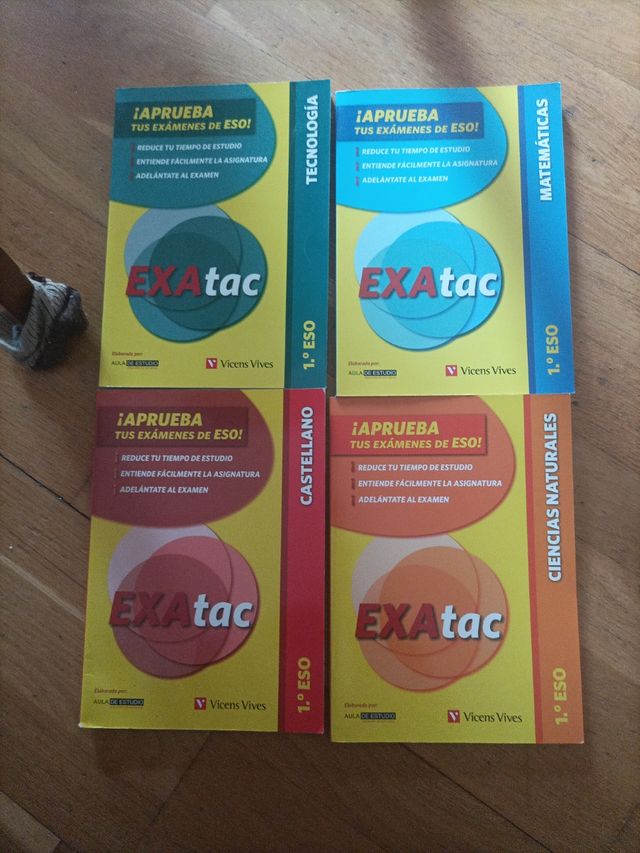 ¡APRUEBA
TUS EXÁMENES DE ESO!
REDUCE TU TIEMPO DE ESTUDIO
ENTIENDE FÁCILMENTE LA ASIGNATURA
ADELÁNTATE AL EXAMEN
EXAtac
Elaborado por:
AULA DE ESTUDIO
Vicens Vives
TECNOLOGÍA
1.º ESO
¡APRUEBA
TUS EXÁMENES DE ESO!
REDUCE TU TIEMPO DE ESTUDIO
ENTIENDE FÁCILMENTE LA ASIGNATURA
ADELÁNTATE AL EXAMEN
EXAtac
Elaborado por:
AULA DE ESTUDIO
Vicens Vives
MATEMÁTICAS
1.º ESO
¡APRUEBA
TUS EXÁMENES DE ESO!
REDUCE TU TIEMPO DE ESTUDIO
ENTIENDE FÁCILMENTE LA ASIGNATURA
ADELÁNTATE AL EXAMEN
EXAtac
Elaborado por:
AULA DE ESTUDIO
Vicens Vives
CASTELLANO
1.º ESO
¡APRUEBA
TUS EXÁMENES DE ESO!
REDUCE TU TIEMPO DE ESTUDIO
ENTIENDE FÁCILMENTE LA ASIGNATURA
ADELÁNTATE AL EXAMEN
EXAtac
Elaborado por:
AULA DE ESTUDIO
Vicens Vives
CIENCIAS NATURALES
1.º ESO